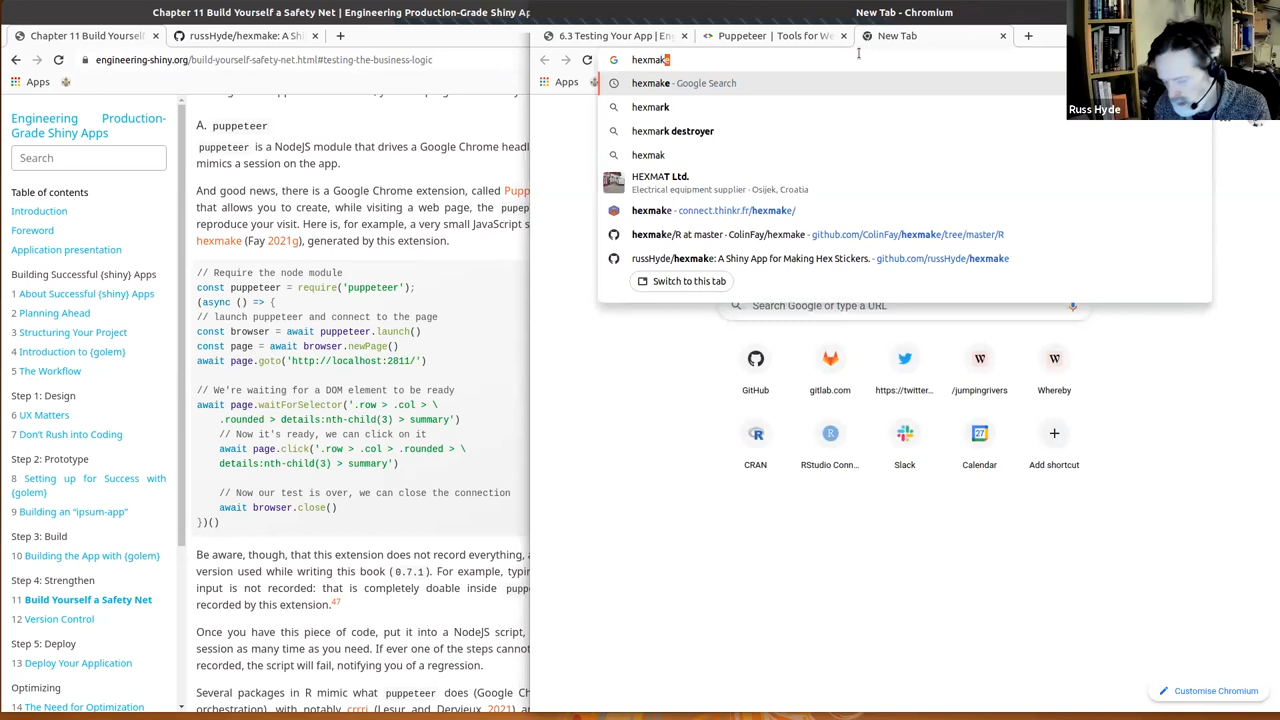 Chapter 11 Build Yourself a Safety Net | Engineering Production-Grade Shiny Ap
New Tab - Chromium
Chapter 11 Build Yourself
russHyde/hexmake: A Shi
6.3 Testing Your App | Eng
Puppeteer | Tools for We
New Tab
engineering-shiny.org/build-yourself-safety-net.html#testing-the-business-logic
hexmake
Apps
Apps
hexmake - Google Search
hexmark
hexmark destroyer
hexmak
HEXMAT Ltd.
Electrical equipment supplier · Osijek, Croatia
hexmake - connect.thinkr.fr/hexmake/
hexmake/R at master · ColinFay/hexmake - github.com/ColinFay/hexmake/tree/master/R
russHyde/hexmake: A Shiny App for Making Hex Stickers. - github.com/russHyde/hexmake
Switch to this tab
Search Google or type a URL
GitHub
gitlab.com
https://twitter...
/jumpingrivers
Whereby
CRAN
RStudio Conn...
Slack
27
Calendar
Add shortcut
Customise Chromium
Russ Hyde
Engineering Production-
Grade Shiny Apps
Search
Table of contents
Introduction
Foreword
Application presentation
Building Successful {shiny} Apps
1 About Successful {shiny} Apps
2 Planning Ahead
3 Structuring Your Project
4 Introduction to {golem}
5 The Workflow
Step 1: Design
6 UX Matters
7 Don't Rush into Coding
Step 2: Prototype
8 Setting up for Success with
{golem}
9 Building an "ipsum-app"
Step 3: Build
10 Building the App with {golem}
Step 4: Strengthen
11 Build Yourself a Safety Net
12 Version Control
Step 5: Deploy
13 Deploy Your Application
Optimizing
14 The Need for Optimization
A. puppeteer
puppeteer is a NodeJS module that drives a Google Chrome headl
mimics a session on the app.
And good news, there is a Google Chrome extension, called Pupp
that allows you to create, while visiting a web page, the pupe
reproduce your visit. Here is, for example, a very small JavaScript s
hexmake (Fay 2021g), generated by this extension.
// Require the node module
const puppeteer = require('puppeteer');
(async () => {
// launch puppeteer and connect to the page
const browser = await puppeteer.launch()
const page = await browser.newPage()
await page.goto('http://localhost:2811/')
// We're waiting for a DOM element to be ready
await page.waitForSelector('.row > .col > \
.rounded > details:nth-child(3) > summary')
// Now it's ready, we can click on it
await page.click('.row > .col > .rounded > \
details:nth-child(3) > summary')
// Now our test is over, we can close the connection
await browser.close()
})()
Be aware, though, that this extension does not record everything, a
version used while writing this book (0.7.1). For example, typin
input is not recorded: that is completely doable inside pupp
recorded by this extension.47
Once you have this piece of code, put it into a NodeJS script,
session as many time as you need. If ever one of the steps cannot
recorded, the script will fail, notifying you of a regression.
Several packages in R mimic what puppeteer does (Google Ch
orchestration), with notably crrri (Lesur and Dervieux 2021) a